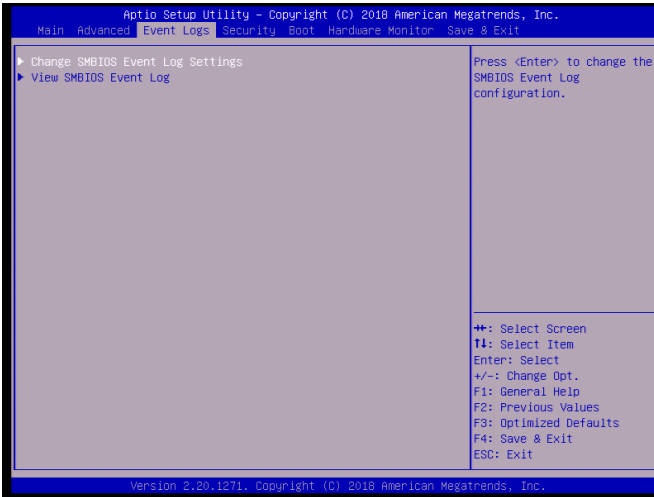 Aptio Setup Utility – Copyright (C) 2018 American Megatrends, Inc.
Main Advanced Event Logs Security Boot Hardware Monitor Save & Exit
▶ Change SMBIOS Event Log Settings
▶ View SMBIOS Event Log
Press <Enter> to change the
SMBIOS Event Log
configuration.
→←: Select Screen
↑↓: Select Item
Enter: Select
+/-: Change Opt.
F1: General Help
F2: Previous Values
F3: Optimized Defaults
F4: Save & Exit
ESC: Exit
Version 2.20.1271. Copyright (C) 2018 American Megatrends, Inc.